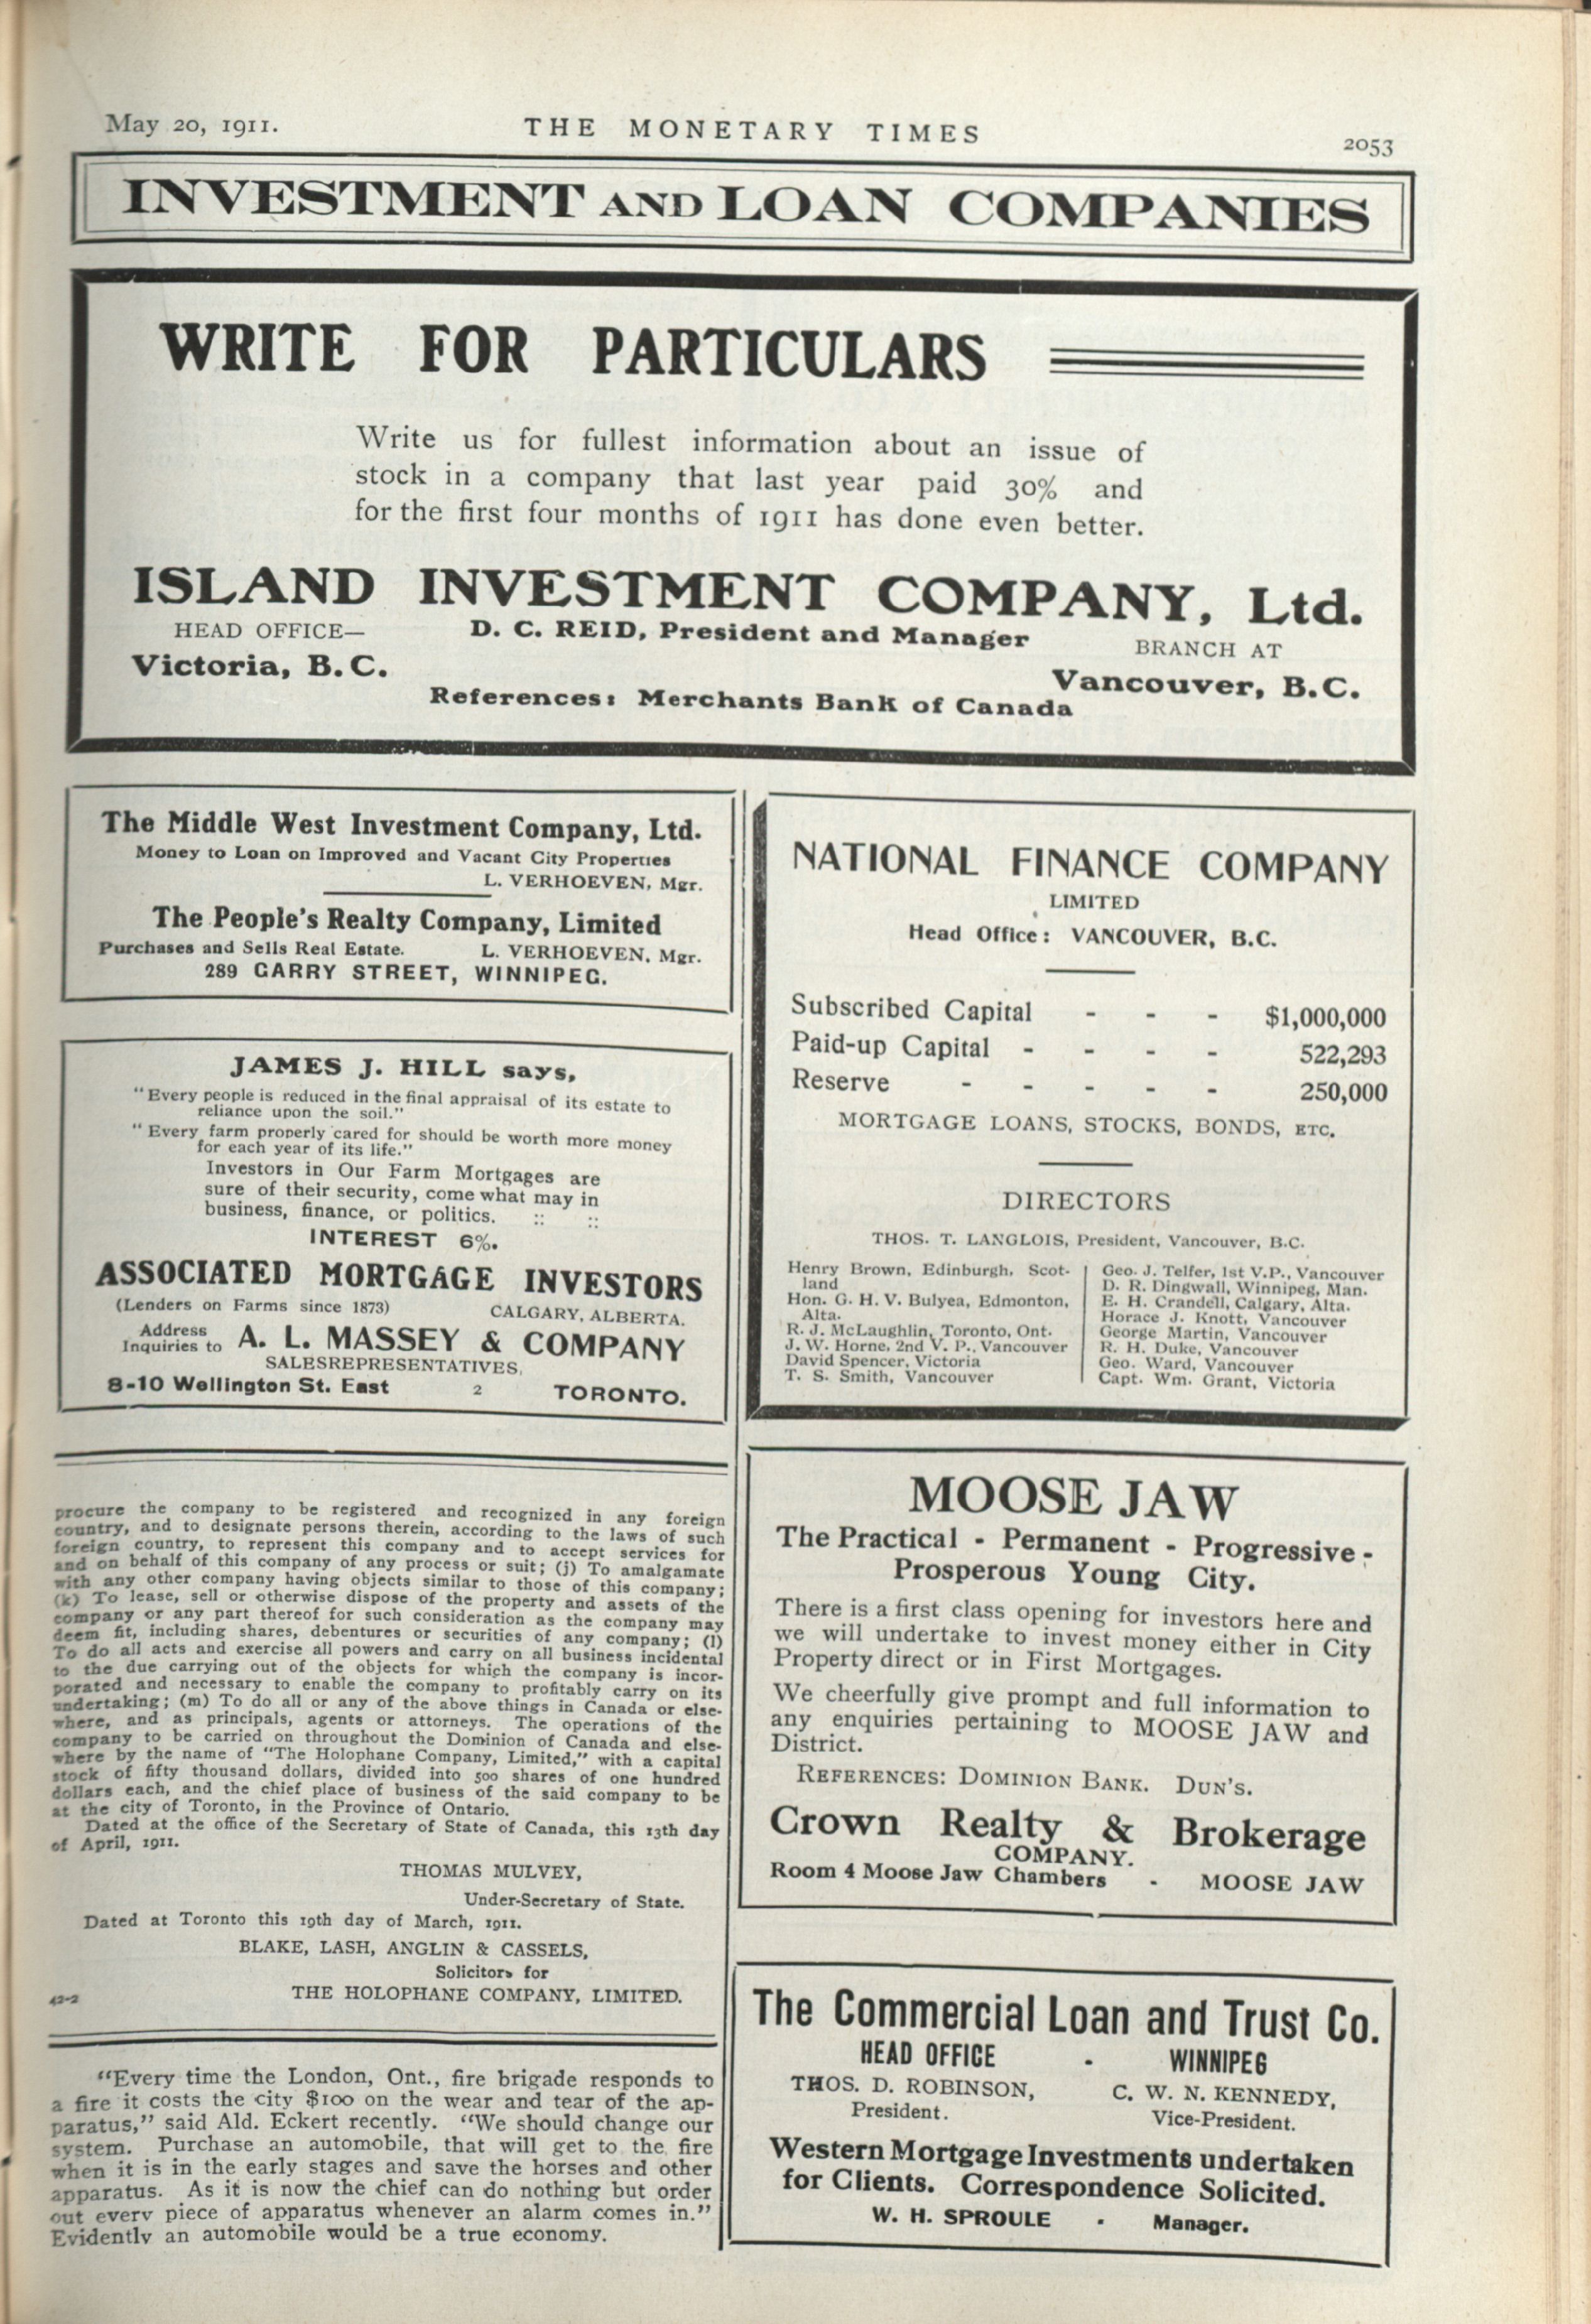 May 20, 1911.
THE MONETARY TIMES
2053
INVESTMENT AND LOAN COMPANIES
WRITE FOR PARTICULARS
Write us for fullest information about an issue of
stock in a company that last year paid 30% and
for the first four months of 1911 has done even better.
ISLAND INVESTMENT COMPANY, Ltd.
HEAD OFFICE—
D. C. REID, President and Manager
BRANCH AT
Victoria, B.C.
Vancouver, B.C.
References: Merchants Bank of Canada
The Middle West Investment Company, Ltd.
Money to Loan on Improved and Vacant City Properties
L. VERHOEVEN, Mgr.
The People's Realty Company, Limited
Purchases and Sells Real Estate. L. VERHOEVEN, Mgr.
289 GARRY STREET, WINNIPEG.
JAMES J. HILL says,
"Every people is reduced in the final appraisal of its estate to
reliance upon the soil."
"Every farm properly cared for should be worth more money
for each year of its life."
Investors in Our Farm Mortgages are
sure of their security, come what may in
business, finance, or politics. :: ::
INTEREST 6%.
ASSOCIATED MORTGAGE INVESTORS
(Lenders on Farms since 1873) CALGARY, ALBERTA.
Address
Inquiries to A. L. MASSEY & COMPANY
SALESREPRESENTATIVES,
8-10 Wellington St. East 2 TORONTO.
procure the company to be registered and recognized in any foreign
country, and to designate persons therein, according to the laws of such
foreign country, to represent this company and to accept services for
and on behalf of this company of any process or suit; (j) To amalgamate
with any other company having objects similar to those of this company;
(k) To lease, sell or otherwise dispose of the property and assets of the
company or any part thereof for such consideration as the company may
deem fit, including shares, debentures or securities of any company; (l)
To do all acts and exercise all powers and carry on all business incidental
to the due carrying out of the objects for which the company is incor-
porated and necessary to enable the company to profitably carry on its
undertaking; (m) To do all or any of the above things in Canada or else-
where, and as principals, agents or attorneys. The operations of the
company to be carried on throughout the Dominion of Canada and else-
where by the name of "The Holophane Company, Limited," with a capital
stock of fifty thousand dollars, divided into 500 shares of one hundred
dollars each, and the chief place of business of the said company to be
at the city of Toronto, in the Province of Ontario.
Dated at the office of the Secretary of State of Canada, this 13th day
of April, 1911.
THOMAS MULVEY,
Under-Secretary of State.
Dated at Toronto this 19th day of March, 1911.
BLAKE, LASH, ANGLIN & CASSELS,
Solicitors for
THE HOLOPHANE COMPANY, LIMITED.
42-2
"Every time the London, Ont., fire brigade responds to
a fire it costs the city $100 on the wear and tear of the ap-
paratus," said Ald. Eckert recently. "We should change our
system. Purchase an automobile, that will get to the fire
when it is in the early stages and save the horses and other
apparatus. As it is now the chief can do nothing but order
out every piece of apparatus whenever an alarm comes in."
Evidently an automobile would be a true economy.
NATIONAL FINANCE COMPANY
LIMITED
Head Office: VANCOUVER, B.C.
Subscribed Capital - - - $1,000,000
Paid-up Capital - - - - 522,293
Reserve - - - - - 250,000
MORTGAGE LOANS, STOCKS, BONDS, ETC.
DIRECTORS
THOS. T. LANGLOIS, President, Vancouver, B.C.
Henry Brown, Edinburgh, Scot-
land
Hon. G. H. V. Bulyea, Edmonton,
Alta.
R. J. McLaughlin, Toronto, Ont.
J. W. Horne, 2nd V. P., Vancouver
David Spencer, Victoria
T. S. Smith, Vancouver
Geo. J. Telfer, 1st V.P., Vancouver
D. R. Dingwall, Winnipeg, Man.
E. H. Crandell, Calgary, Alta.
Horace J. Knott, Vancouver
George Martin, Vancouver
R. H. Duke, Vancouver
Geo. Ward, Vancouver
Capt. Wm. Grant, Victoria
MOOSE JAW
The Practical - Permanent - Progressive -
Prosperous Young City.
There is a first class opening for investors here and
we will undertake to invest money either in City
Property direct or in First Mortgages.
We cheerfully give prompt and full information to
any enquiries pertaining to MOOSE JAW and
District.
REFERENCES: DOMINION BANK. DUN'S.
Crown Realty & Brokerage
COMPANY.
Room 4 Moose Jaw Chambers - MOOSE JAW
The Commercial Loan and Trust Co.
HEAD OFFICE - WINNIPEG
THOS. D. ROBINSON, C. W. N. KENNEDY,
President. Vice-President.
Western Mortgage Investments undertaken
for Clients. Correspondence Solicited.
W. H. SPROULE - Manager.